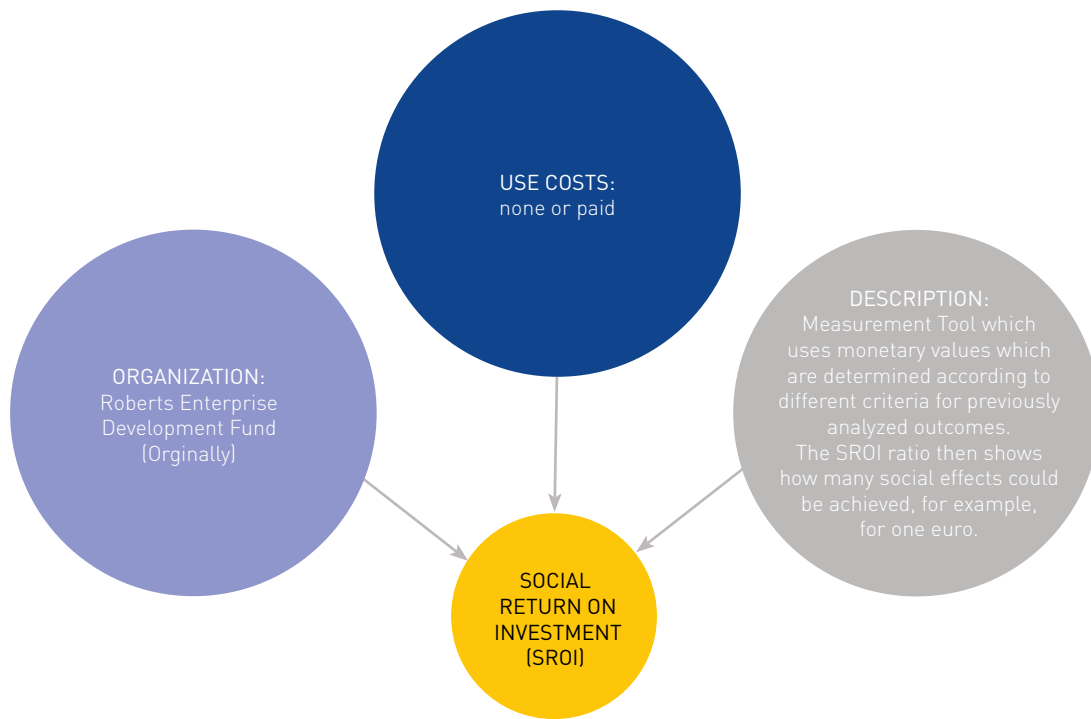 USE COSTS:
none or paid
ORGANIZATION:
Roberts Enterprise
Development Fund
(Orginally)
DESCRIPTION:
Measurement Tool which
uses monetary values which
are determined according to
different criteria for previously
analyzed outcomes.
The SROI ratio then shows
how many social effects could
be achieved, for example,
for one euro.
SOCIAL
RETURN ON
INVESTMENT
(SROI)